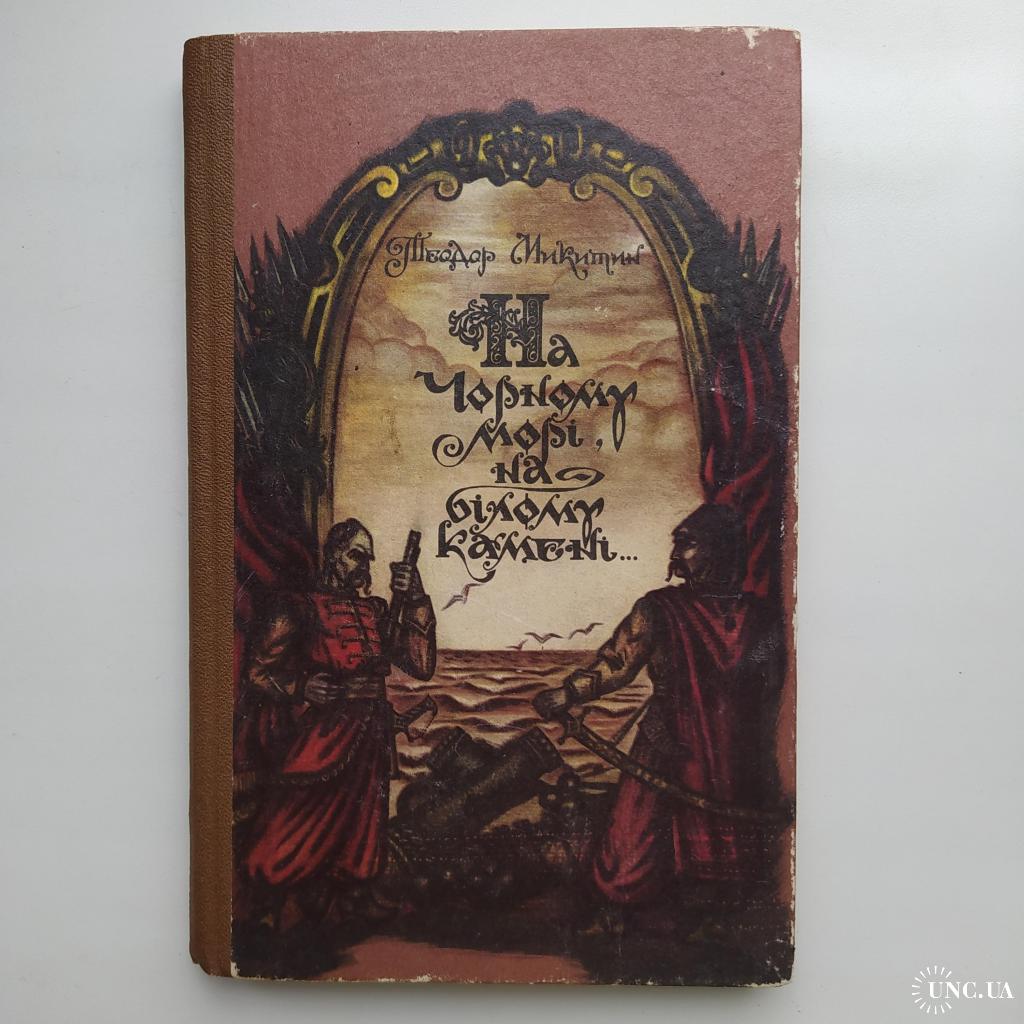 Теодор Микитин
На
Чорному
морі,
на
білому
камені...
UNC.UA